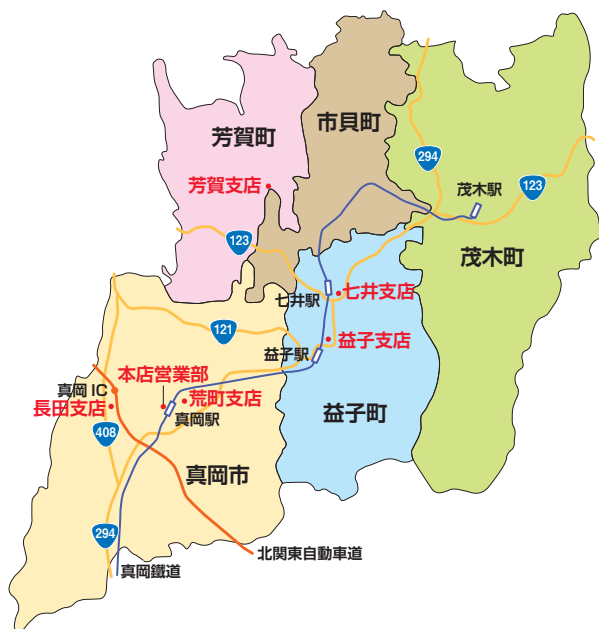 市貝町
芳賀町
294
茂木駅
123
芳賀支店
123
茂木町
七井駅
七井支店
121
益子支店
益子駅
本店営業部
真岡 IC
荒町支店
長田支店
真岡駅
益子町
408
真岡市
294
北関東自動車道
真岡鐵道